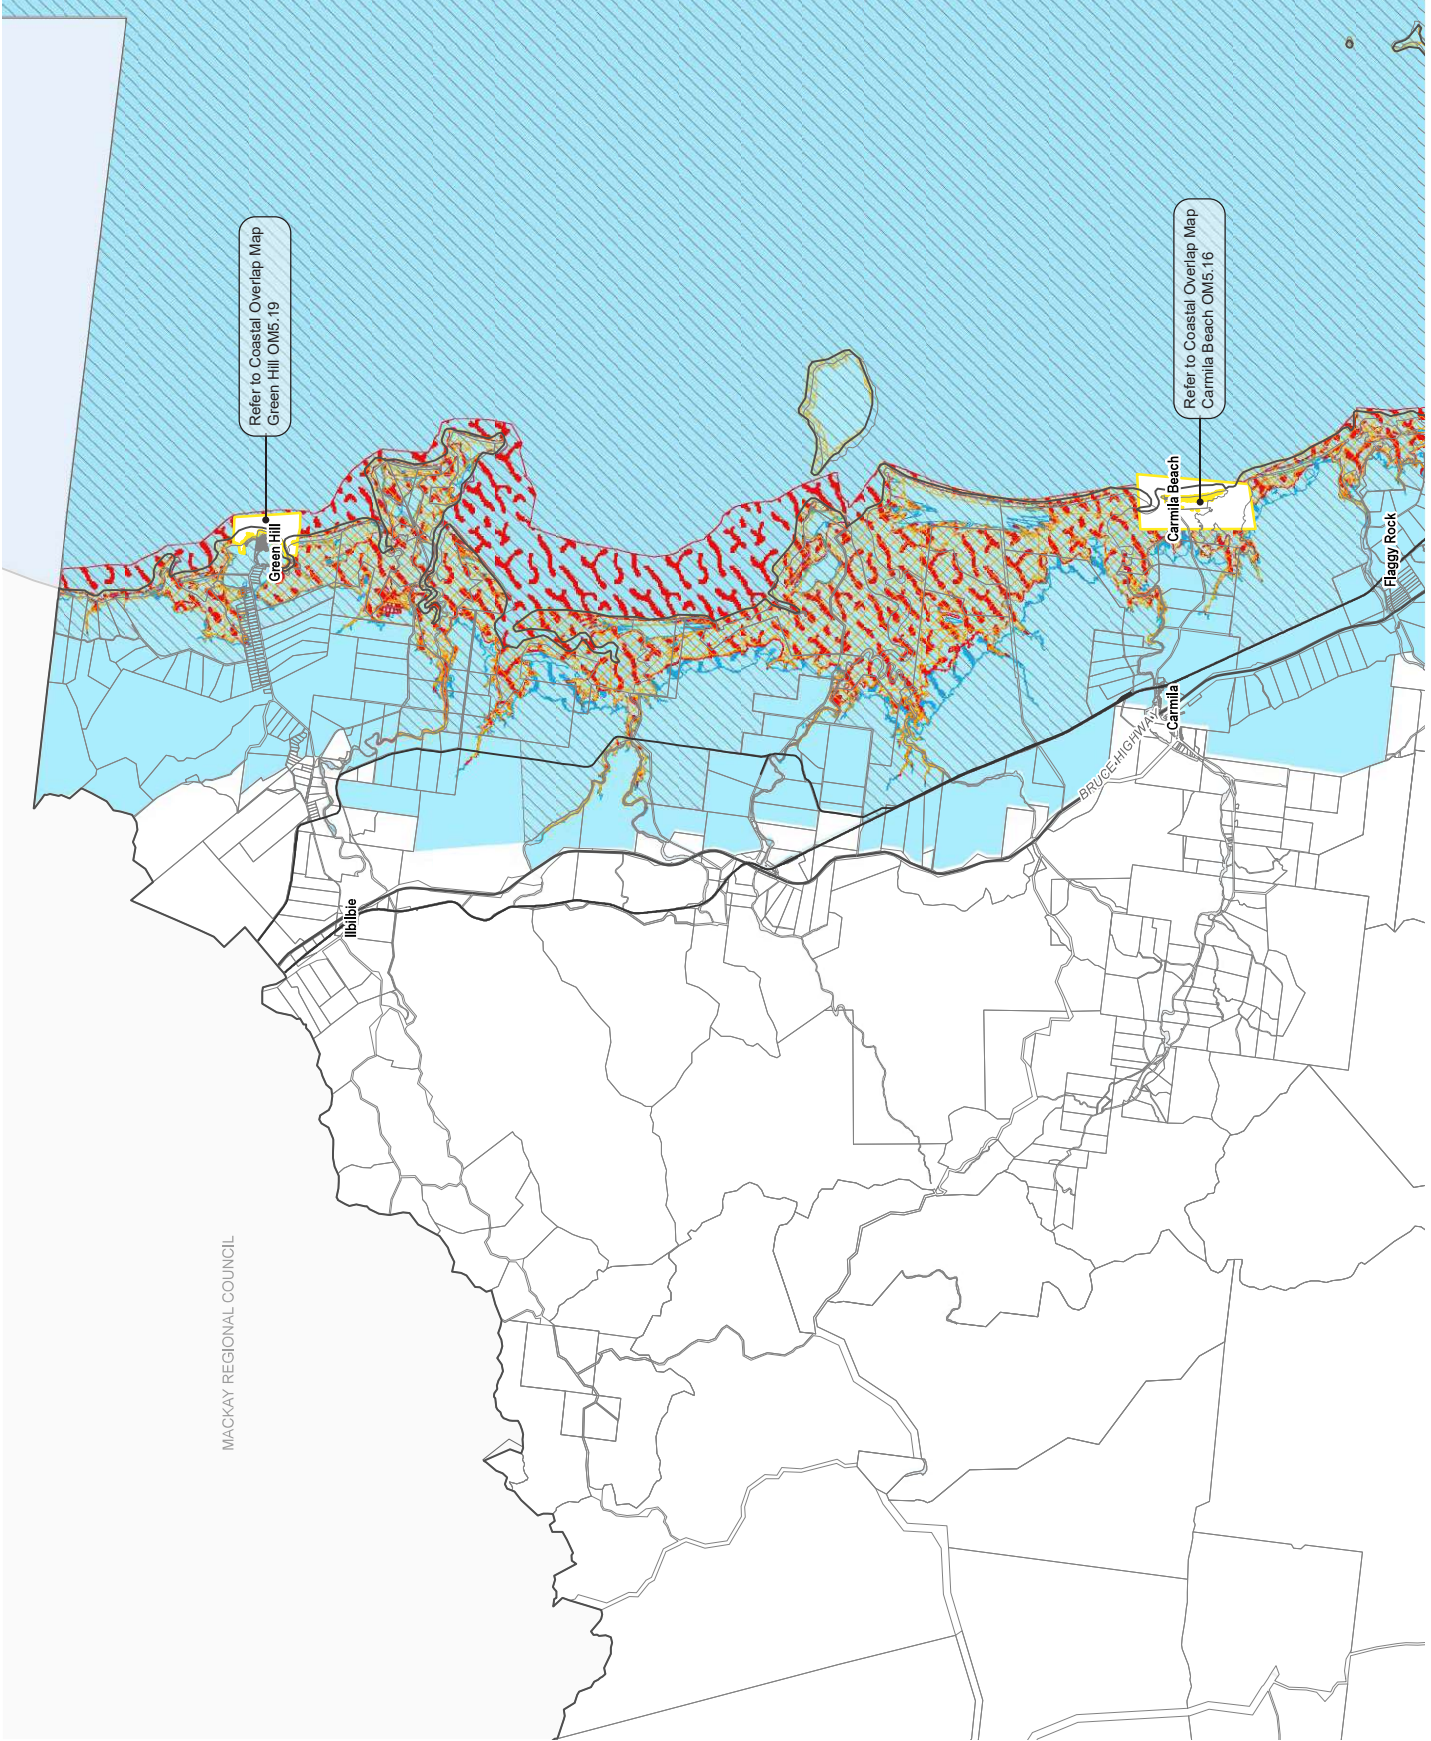 Refer to Coastal Overlap Map
Green Hill OM5.19
Green Hill
Refer to Coastal Overlap Map
Carmila Beach OM5.16
Carmila Beach
Flaggy Rock
Carmila
BRUCE HIGHWAY
Ilbilbie
MACKAY REGIONAL COUNCIL